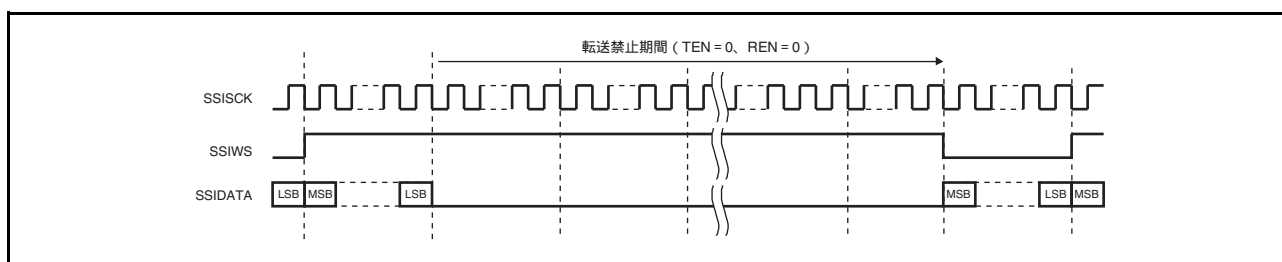 転送禁止期間（TEN = 0、REN = 0）
SSISCK
SSIWS
SSIDATA
LSB MSB LSB MSB LSB MSB